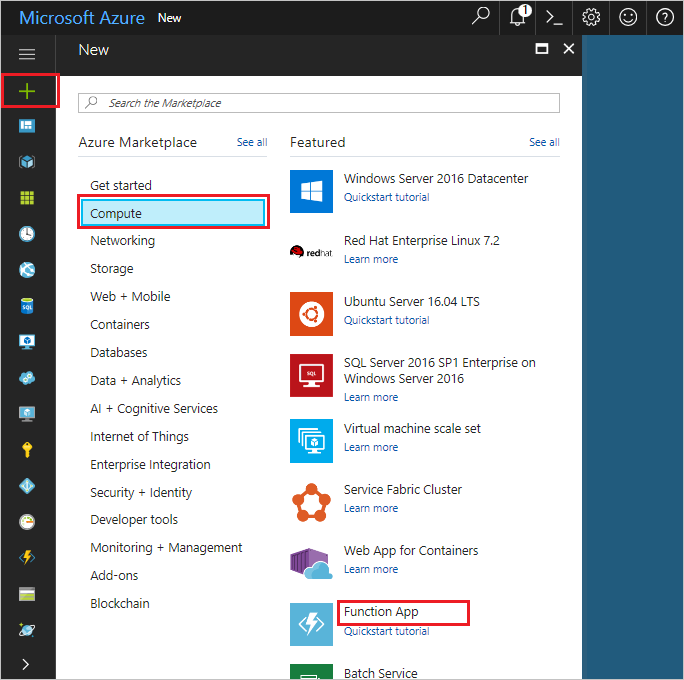 Microsoft Azure New
1
New
Search the Marketplace
Azure Marketplace See all
Get started
Compute
Networking
Storage
Web + Mobile
Containers
Databases
Data + Analytics
AI + Cognitive Services
Internet of Things
Enterprise Integration
Security + Identity
Developer tools
Monitoring + Management
Add-ons
Blockchain
Featured See all
Windows Server 2016 Datacenter
Quickstart tutorial
redhat.
Red Hat Enterprise Linux 7.2
Learn more
Ubuntu Server 16.04 LTS
Quickstart tutorial
SQL
SQL Server 2016 SP1 Enterprise on
Windows Server 2016
Learn more
Virtual machine scale set
Learn more
Service Fabric Cluster
Learn more
Web App for Containers
Learn more
Function App
Quickstart tutorial
Batch Service
SQL